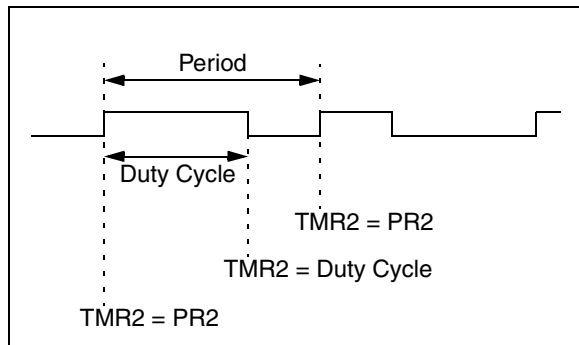 Period
Duty Cycle
TMR2 = PR2
TMR2 = Duty Cycle
TMR2 = PR2